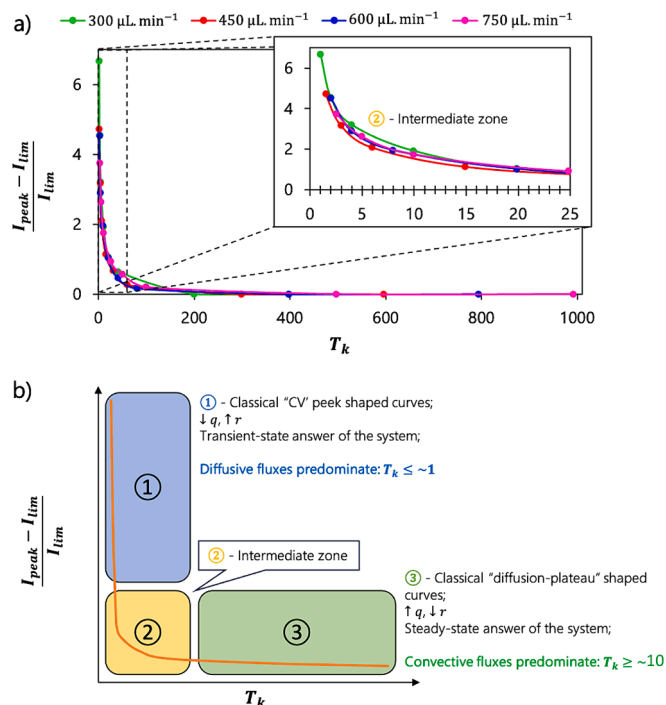 a)
300 μL. min⁻¹ 450 μL. min⁻¹ 600 μL. min⁻¹ 750 μL. min⁻¹
I_peak − I_lim
I_lim
6
4
2
0
0 200 400 600 800 1000
T_k
6
4
2
0
0 5 10 15 20 25
② - Intermediate zone
b)
I_peak − I_lim
I_lim
T_k
①
②
③
① - Classical “CV’ peek shaped curves;
↓ q, ↑ r
Transient-state answer of the system;
Diffusive fluxes predominate: T_k ≤ ~1
② - Intermediate zone
③ - Classical “diffusion-plateau” shaped
curves;
↑ q, ↓ r
Steady-state answer of the system;
Convective fluxes predominate: T_k ≥ ~10